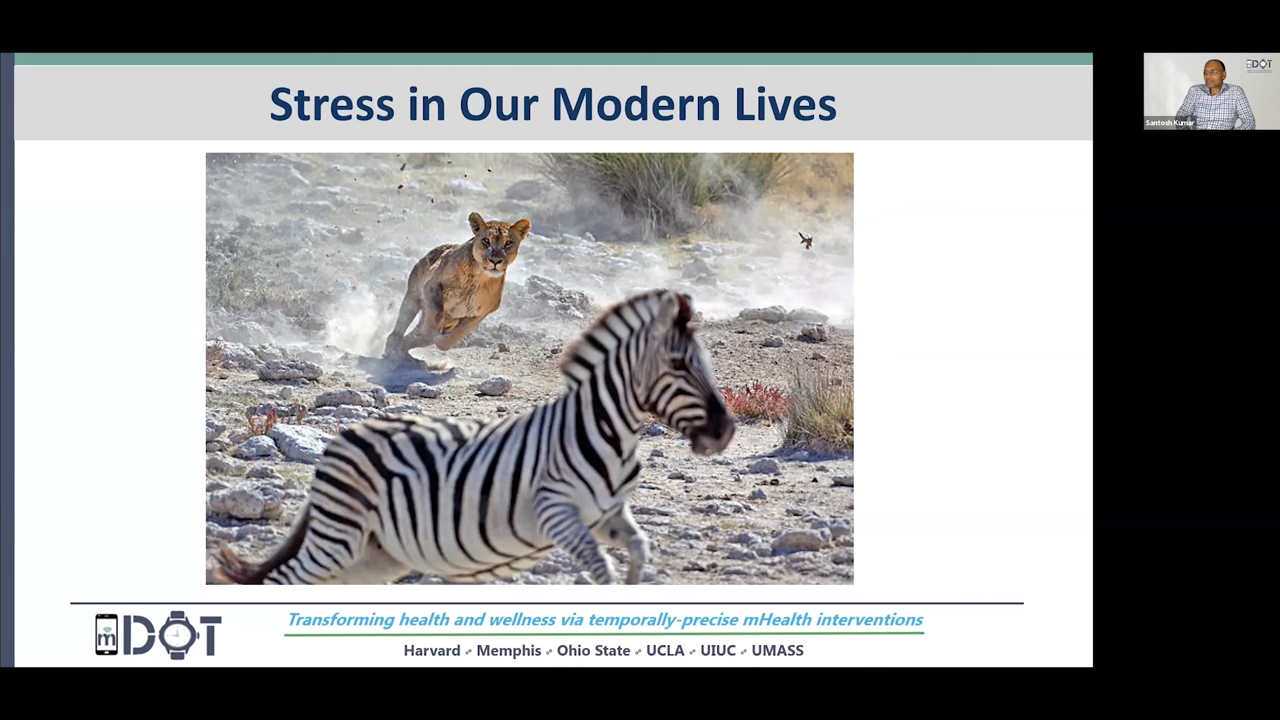 Stress in Our Modern Lives
DOT
Santosh Kumar
mDOT
Transforming health and wellness via temporally-precise mHealth interventions
Harvard Memphis Ohio State UCLA UIUC UMASS